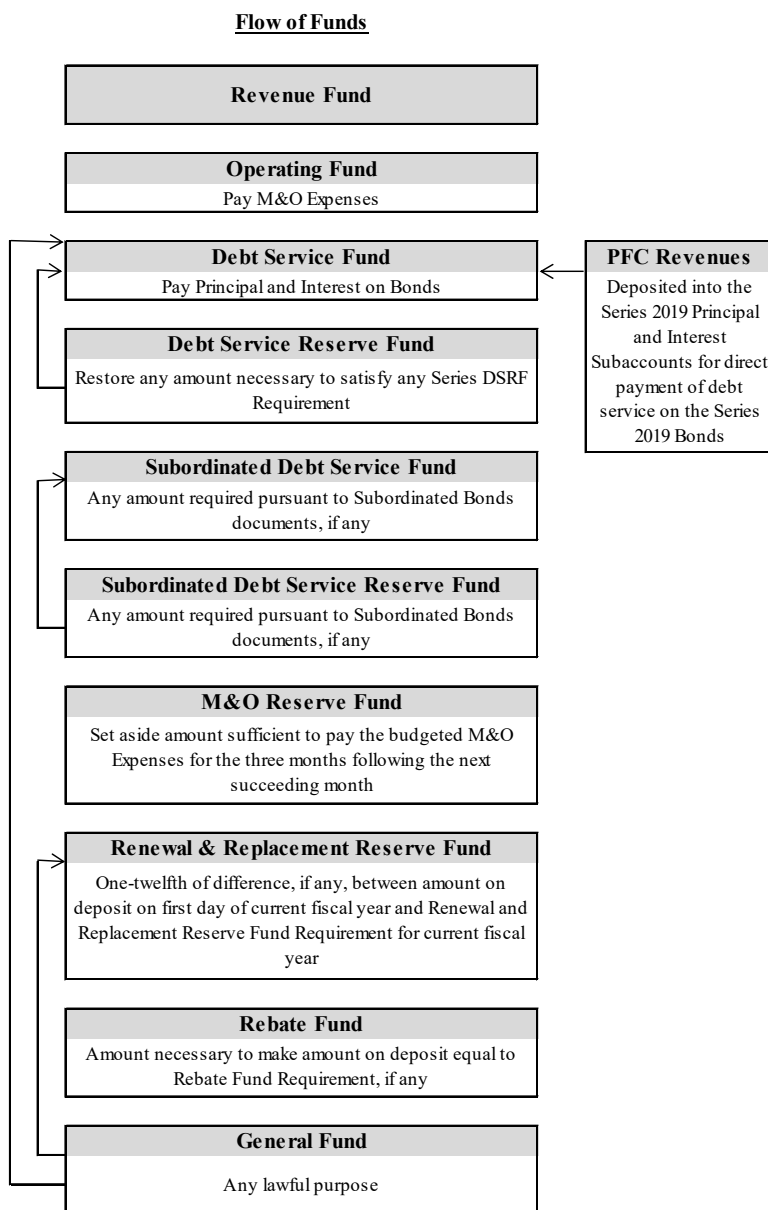 Flow of Funds
Revenue Fund
Operating Fund
Pay M&O Expenses
Debt Service Fund
Pay Principal and Interest on Bonds
PFC Revenues
Deposited into the
Series 2019 Principal
and Interest
Subaccounts for direct
payment of debt
service on the Series
2019 Bonds
Debt Service Reserve Fund
Restore any amount necessary to satisfy any Series DSRF
Requirement
Subordinated Debt Service Fund
Any amount required pursuant to Subordinated Bonds
documents, if any
Subordinated Debt Service Reserve Fund
Any amount required pursuant to Subordinated Bonds
documents, if any
M&O Reserve Fund
Set aside amount sufficient to pay the budgeted M&O
Expenses for the three months following the next
succeeding month
Renewal & Replacement Reserve Fund
One-twelfth of difference, if any, between amount on
deposit on first day of current fiscal year and Renewal and
Replacement Reserve Fund Requirement for current fiscal
year
Rebate Fund
Amount necessary to make amount on deposit equal to
Rebate Fund Requirement, if any
General Fund
Any lawful purpose